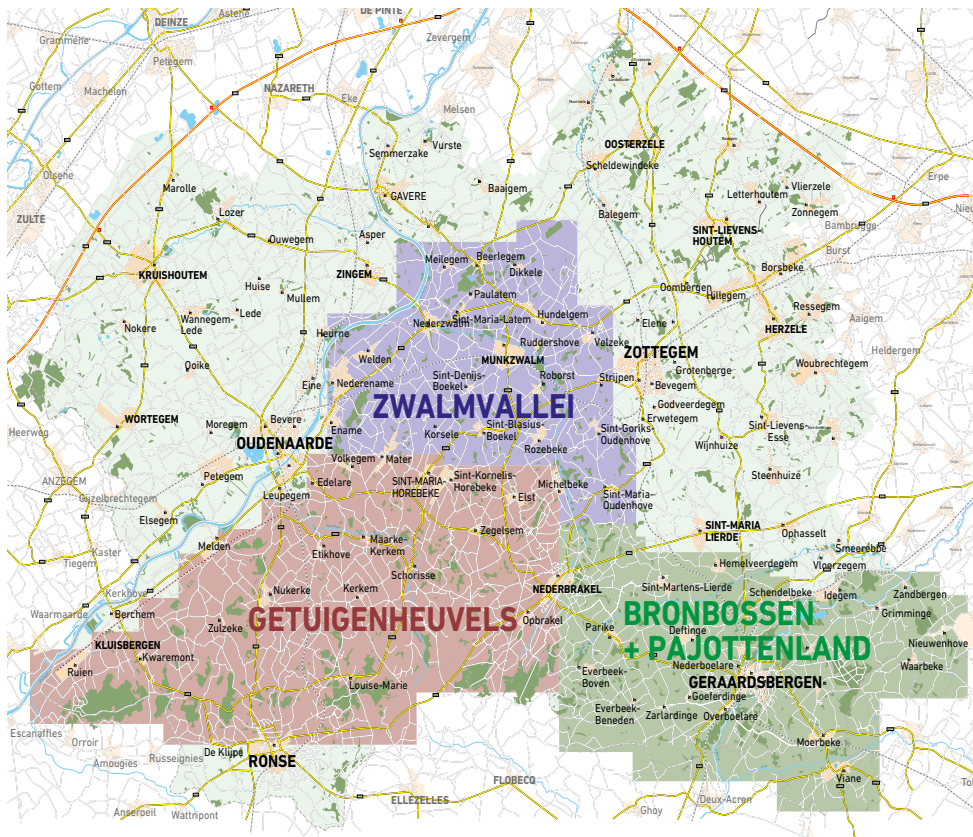 DE PINTE
Astene
DEINZE
Grammene
Zevergem
Petegem
Gottem
Machelen
NAZARETH
Eke
Melsen
Semmerzake
Vurste
OOSTERZELE
Scheldewindeke
Olsene
Marolle
Baaigem
Vlierzele
Erpe
GAVERE
Letterhoutem
ZULTE
Lozer
Balegem
Zonnegem
Bambrugge
Ouwegem
Asper
SINT-LIEVENS-
HOUTEM
Burst
Meilegem
Beerlegem
Dikkele
Borsbeke
KRUISHOUTEM
ZINGEM
Huise
Oombergen
Hillegem
Mullem
Paulatem
Ressegem
Aaigem
Nokere
Wannegem-
Lede
Lede
Nederzwalm
Sint-Maria-Latem
Hundelgem
Elene
HERZELE
Heurne
Ruddershove
Velzeke
Ooike
Welden
MUNKZWALM
ZOTTEGEM
Heldergem
Woubrechtegem
Grotenberge
Eine
Nederename
Sint-Denijs-
Boekel
Roborst
Strijpen
Bevegem
ZWALMVALLEI
Godveerdegem
Erwetegem
WORTEGEM
Moregem
Bevere
Ename
Korsele
Sint-Blasius-
Boekel
Sint-Goriks-
Oudenhove
Sint-Lievens-
Esse
Heerweg
OUDENAARDE
Rozebeke
Wijnhuize
Volkegem
Mater
ANZEGEM
Petegem
Edelare
SINT-MARIA-
HOREBEKE
Sint-Kornelis-
Horebeke
Michelbeke
Steenhuize
Gijzelbrechtegem
Leupegem
Elst
Sint-Maria-
Oudenhove
Elsegem
Zegelsem
SINT-MARIA
LIERDE
Ophasselt
Melden
Etikhove
Maarke-
Kerkem
Smeerebbe
Kaster
Tiegem
Hemelveerdegem
Vloerzegem
Schorisse
Kerkhove
Nukerke
Kerkem
NEDERBRAKEL
Sint-Martens-Lierde
Schendelbeke
Idegem
Zandbergen
Waarmaarde
Berchem
Grimminge
Zulzeke
GETUIGENHEUVELS
Opbrakel
Parike
BRONBOSSEN
+ PAJOTTENLAND
Deftinge
Nieuwenhove
KLUISBERGEN
Kwaremont
Waarbeke
Ruien
Everbeek-
Boven
Nederboelare
GERAARDSBERGEN
Louise-Marie
Goeferdinge
Everbeek-
Beneden
Zarlardinge
Overboelare
Escanaffles
Orroir
De Klijpe
Moerbeke
Amougies
Russeignies
RONSE
FLOBECQ
Viane
ELLEZELLES
Deux-Acren
Anseroeil
Wattripont
Ghoy